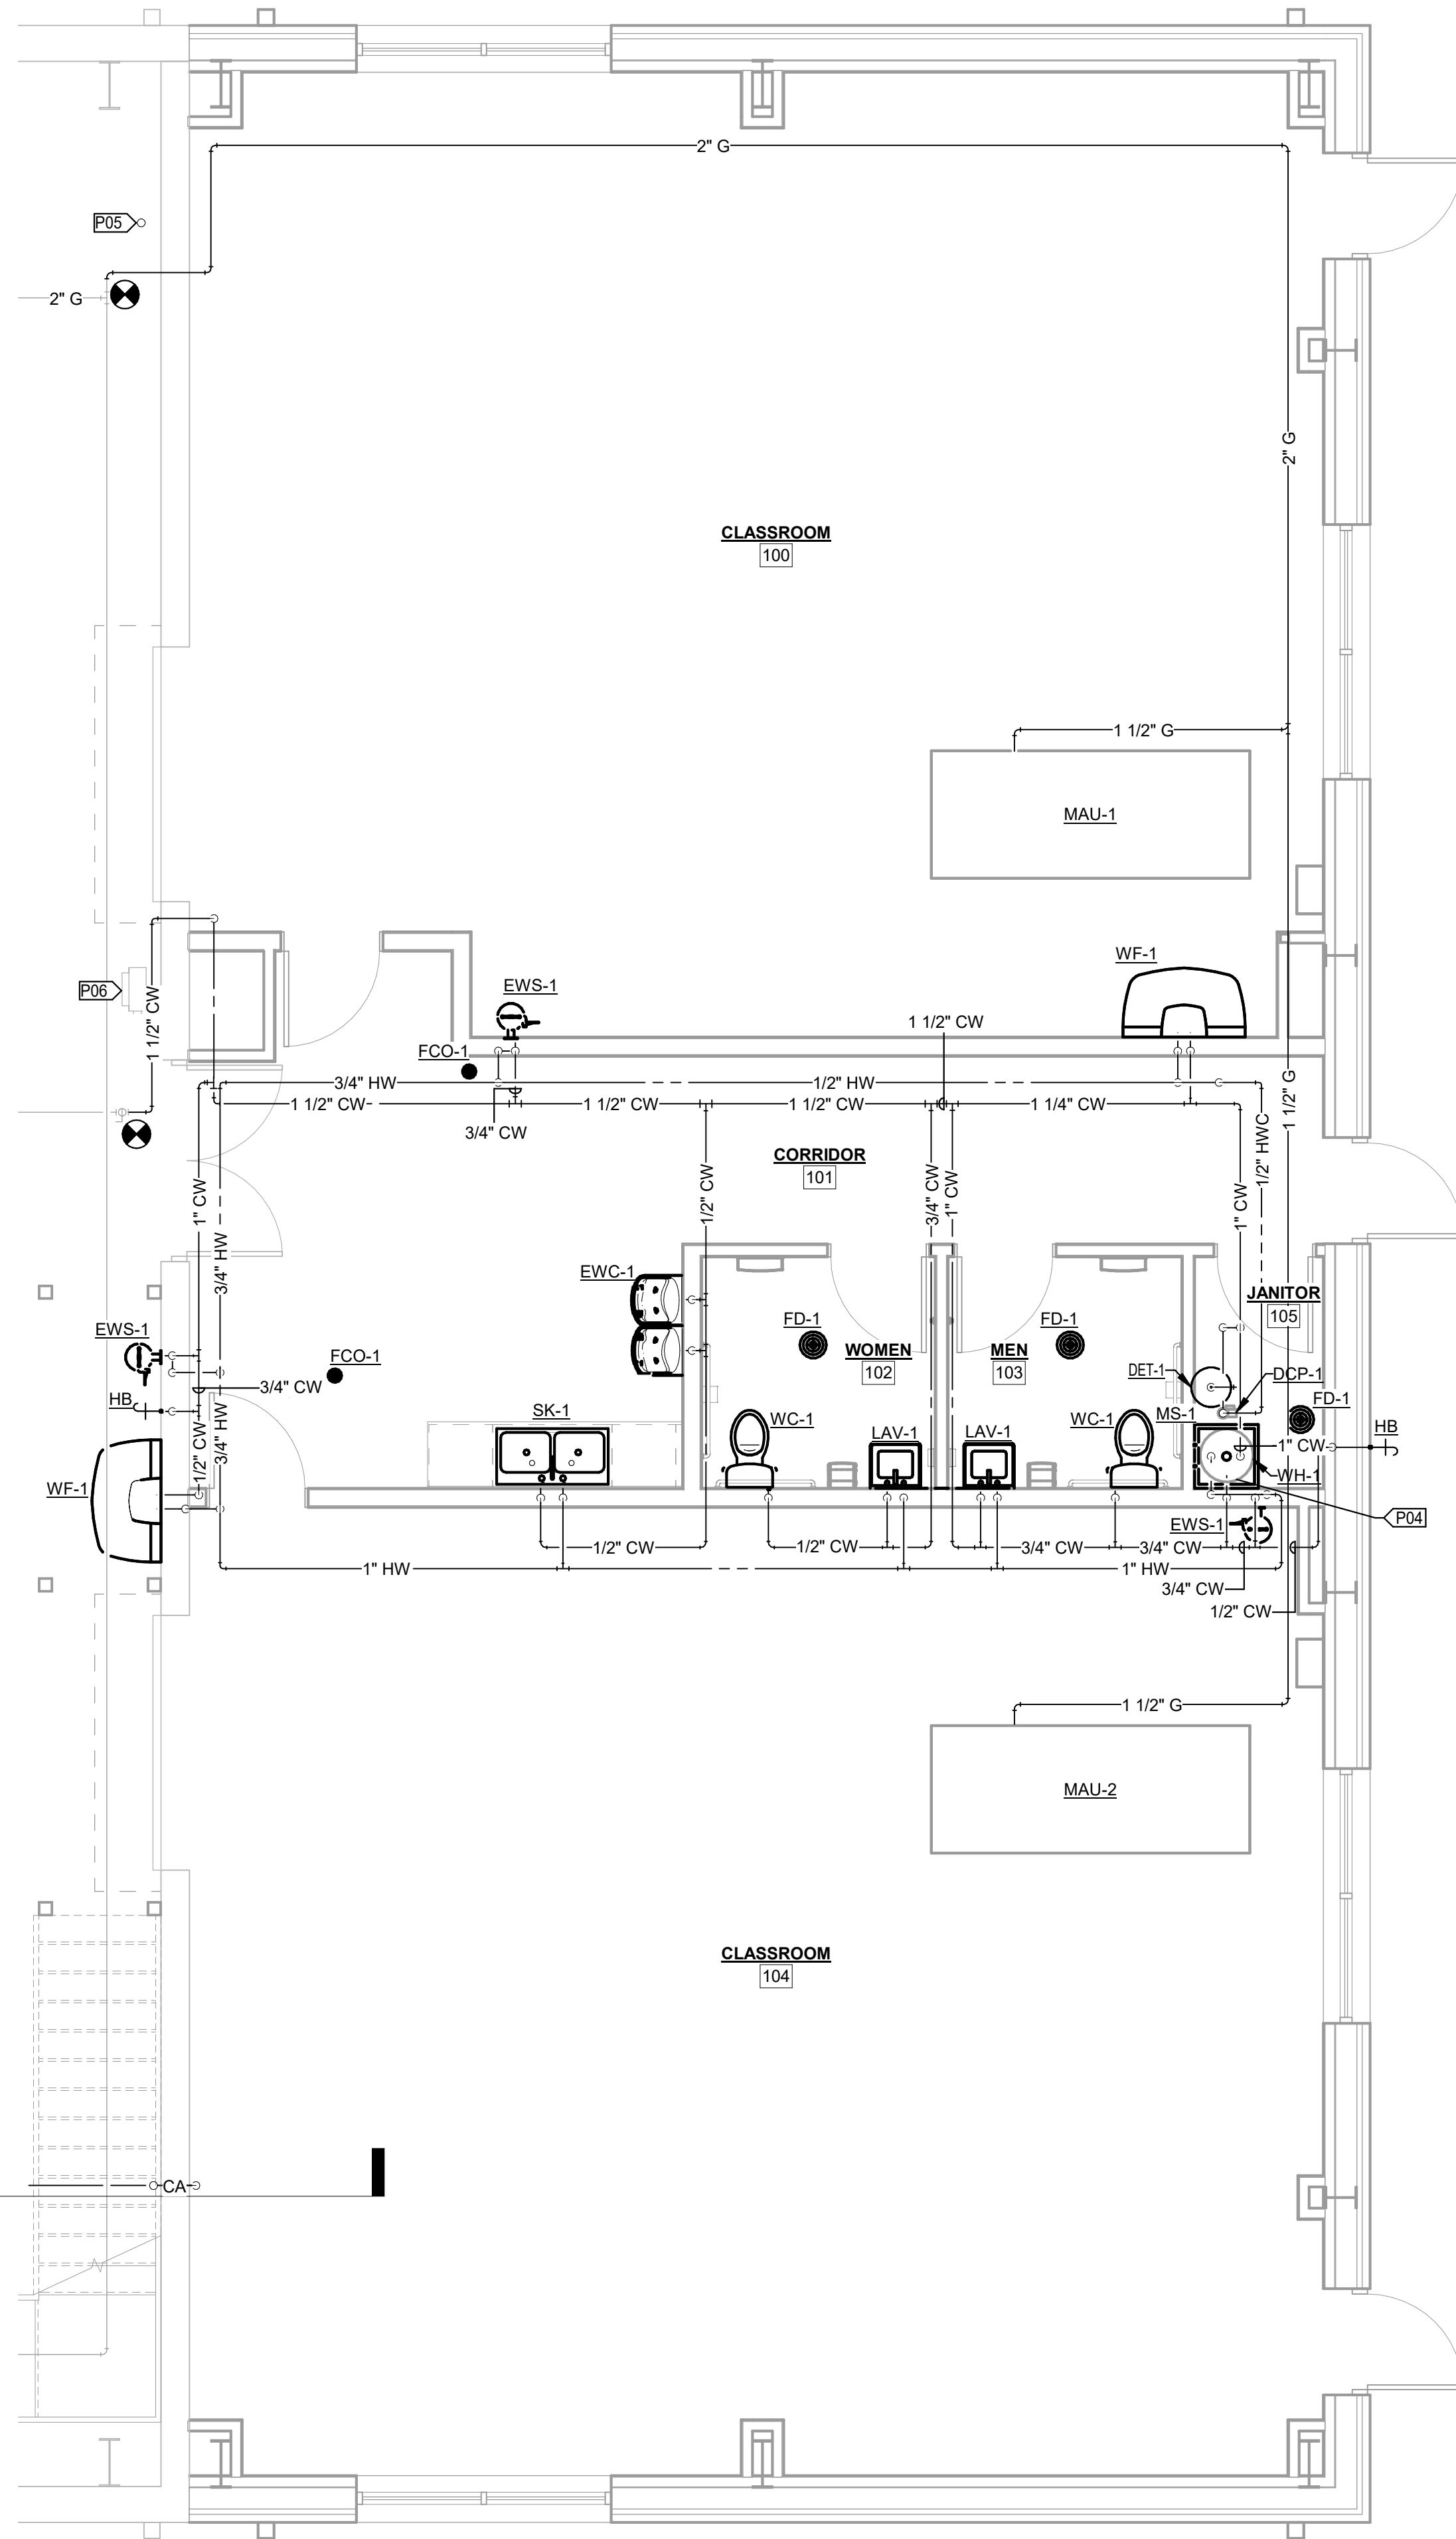 2" G
P05
2" G
2" G
CLASSROOM
100
1 1/2" G
MAU-1
WF-1
EWS-1
P06
1 1/2" CW
1 1/2" CW
FCO-1
3/4" HW
1/2" HW
1 1/2" CW
1 1/2" CW
1 1/2" CW
1 1/4" CW
3/4" CW
1 1/2" G
1/2" HWC
CORRIDOR
101
1" CW
1/2" CW
3/4" CW
1" CW
1" CW
3/4" HW
EWC-1
JANITOR
105
EWS-1
FD-1
FD-1
WOMEN
102
MEN
103
FCO-1
DET-1
DCP-1
3/4" CW
HB
FD-1
SK-1
WC-1
LAV-1
LAV-1
WC-1
MS-1
HB
3/4" HW
1" CW
1/2" CW
WF-1
WH-1
P04
EWS-1
1/2" CW
1/2" CW
3/4" CW
3/4" CW
1" HW
1" HW
3/4" CW
1/2" CW
1 1/2" G
MAU-2
CLASSROOM
104
CA